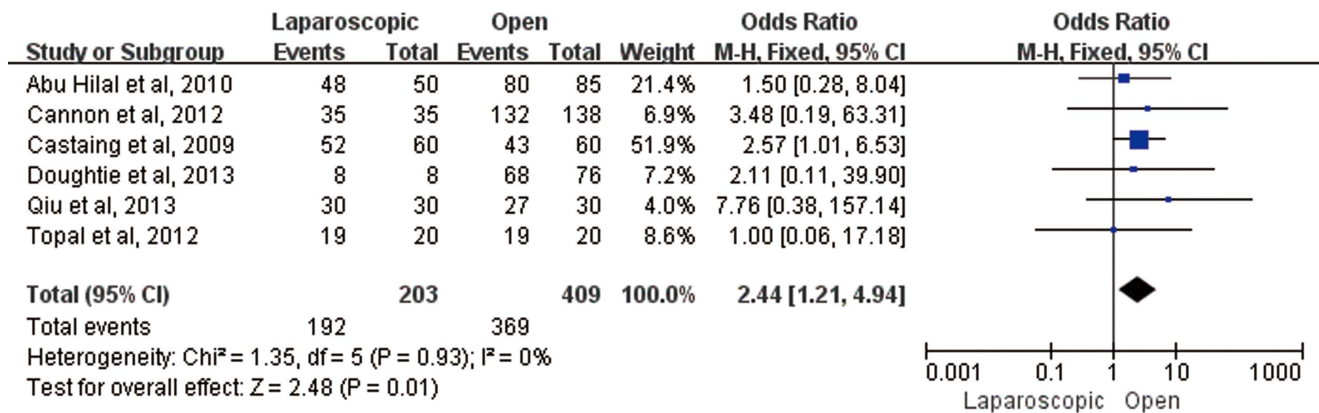 Laparoscopic Open Odds Ratio Odds Ratio
Study or Subgroup Events Total Events Total Weight M-H, Fixed, 95% CI M-H, Fixed, 95% CI
Abu Hilal et al, 2010 48 50 80 85 21.4% 1.50 [0.28, 8.04]
Cannon et al, 2012 35 35 132 138 6.9% 3.48 [0.19, 63.31]
Castaing et al, 2009 52 60 43 60 51.9% 2.57 [1.01, 6.53]
Doughtie et al, 2013 8 8 68 76 7.2% 2.11 [0.11, 39.90]
Qiu et al, 2013 30 30 27 30 4.0% 7.76 [0.38, 157.14]
Topal et al, 2012 19 20 19 20 8.6% 1.00 [0.06, 17.18]
Total (95% CI) 203 409 100.0% 2.44 [1.21, 4.94]
Total events 192 369
Heterogeneity: Chi² = 1.35, df = 5 (P = 0.93); I² = 0%
Test for overall effect: Z = 2.48 (P = 0.01)
0.001 0.1 1 10 1000
Laparoscopic Open